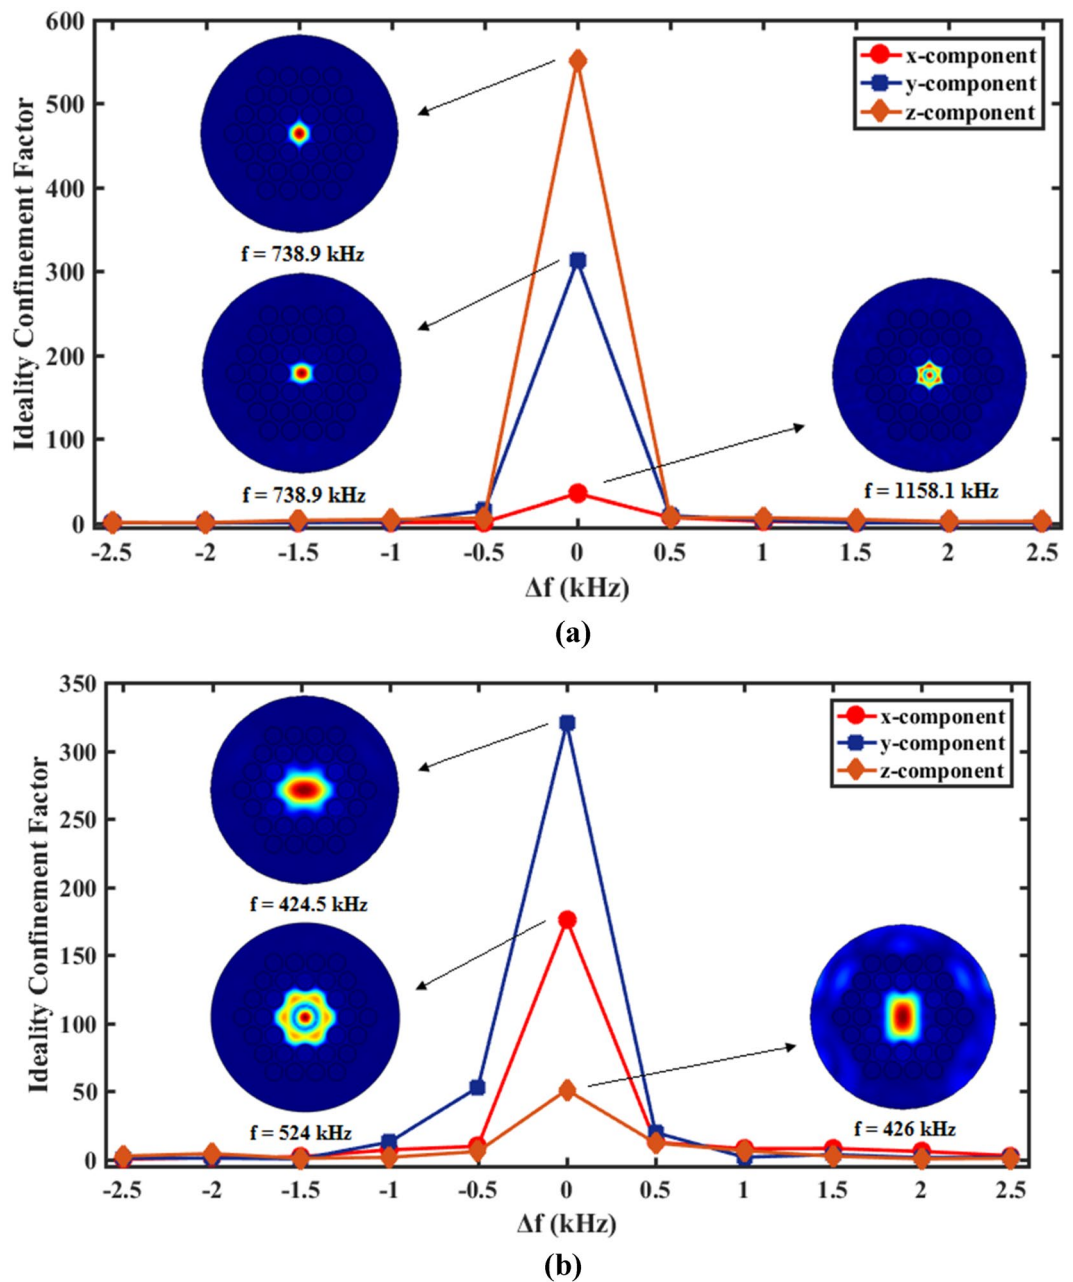 600
500
400
300
200
100
0
Ideality Confinement Factor
x-component
y-component
z-component
f = 738.9 kHz
f = 738.9 kHz
f = 1158.1 kHz
-2.5 -2 -1.5 -1 -0.5 0 0.5 1 1.5 2 2.5
Δf (kHz)
(a)
350
300
250
200
150
100
50
0
Ideality Confinement Factor
x-component
y-component
z-component
f = 424.5 kHz
f = 524 kHz
f = 426 kHz
-2.5 -2 -1.5 -1 -0.5 0 0.5 1 1.5 2 2.5
Δf (kHz)
(b)